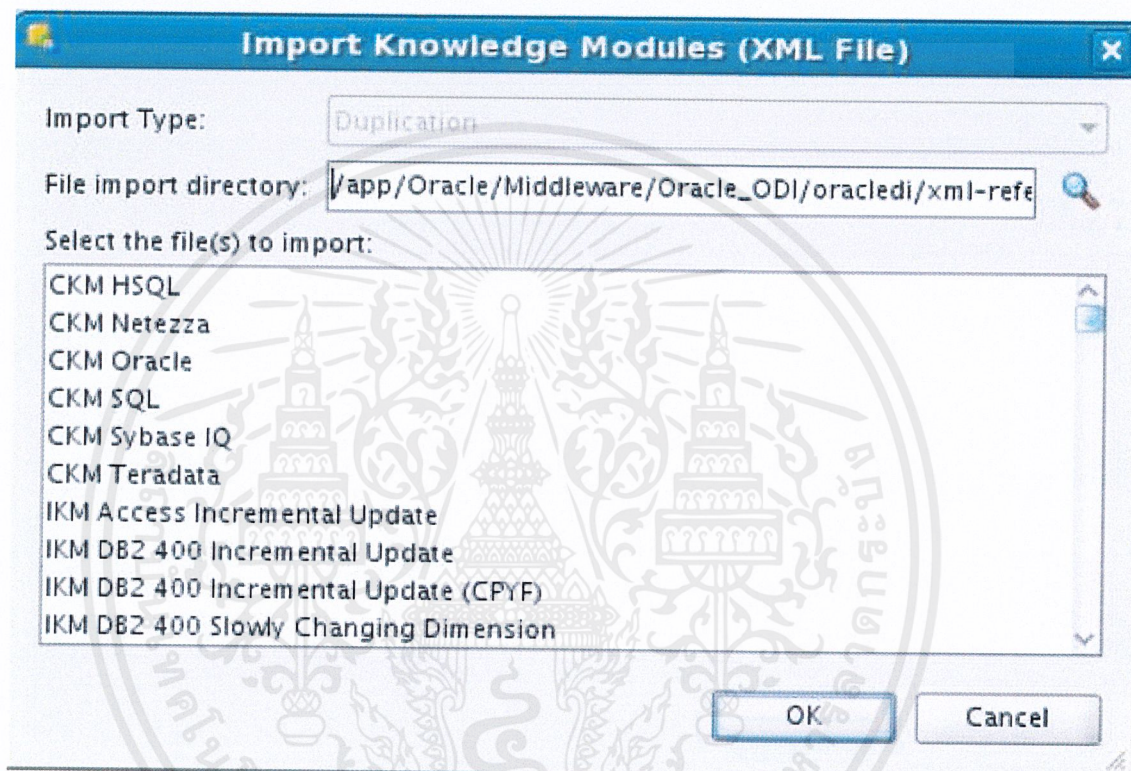 Import Knowledge Modules (XML File)
Import Type: Duplication
File import directory: /app/Oracle/Middleware/Oracle_ODI/oracledi/xml-refe
Select the file(s) to import:
CKM HSQL
CKM Netezza
CKM Oracle
CKM SQL
CKM Sybase IQ
CKM Teradata
IKM Access Incremental Update
IKM DB2 400 Incremental Update
IKM DB2 400 Incremental Update (CPYF)
IKM DB2 400 Slowly Changing Dimension
OK Cancel